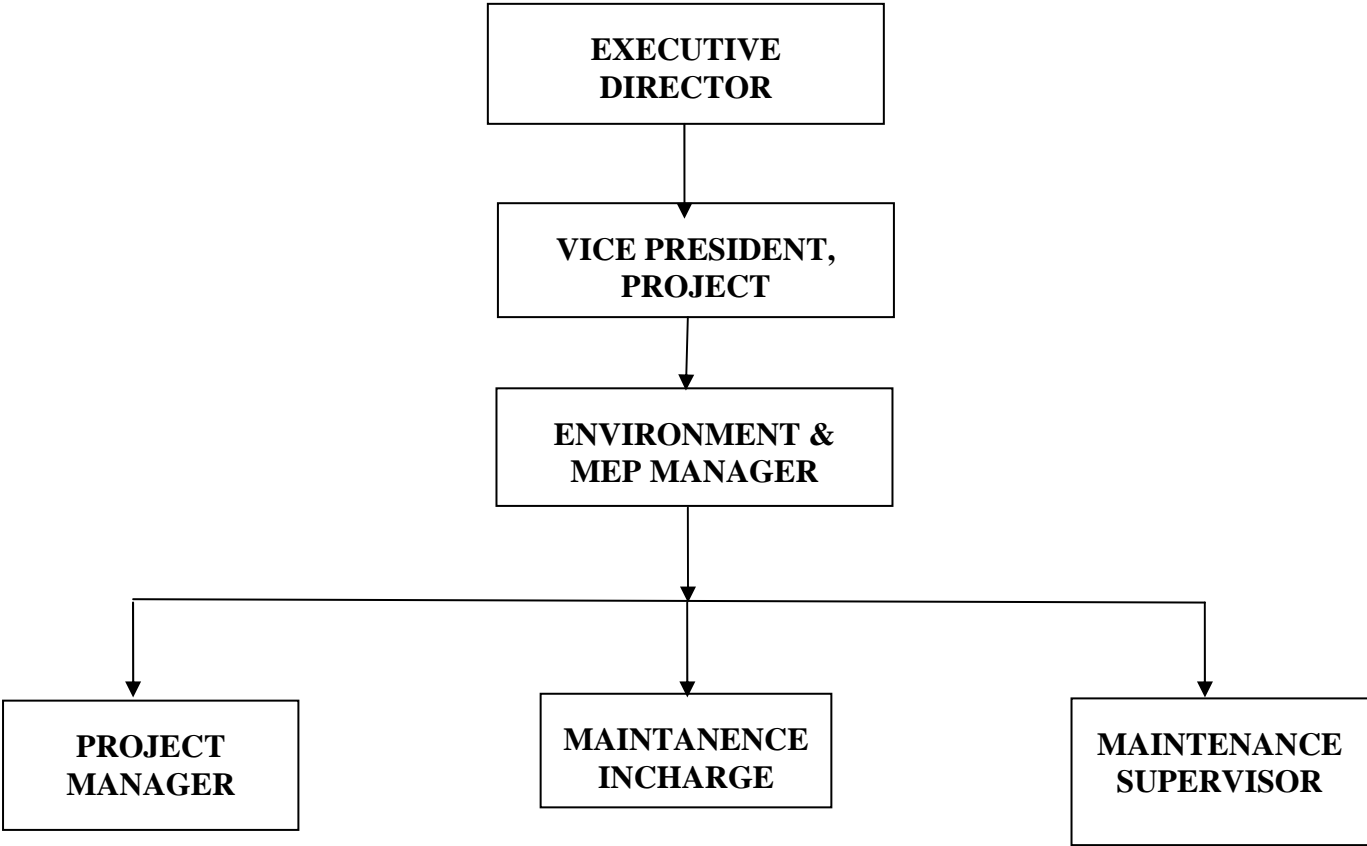 EXECUTIVE
DIRECTOR
VICE PRESIDENT,
PROJECT
ENVIRONMENT &
MEP MANAGER
PROJECT
MANAGER
MAINTANENCE
INCHARGE
MAINTENANCE
SUPERVISOR